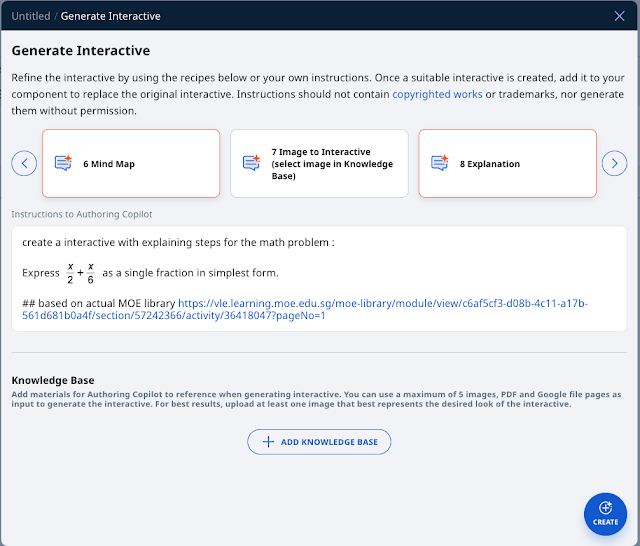 Untitled / Generate Interactive
Generate Interactive
Refine the interactive by using the recipes below or your own instructions. Once a suitable interactive is created, add it to your
component to replace the original interactive. Instructions should not contain copyrighted works or trademarks, nor generate
them without permission.
6 Mind Map
7 Image to Interactive
(select image in Knowledge
Base)
8 Explanation
Instructions to Authoring Copilot
create a interactive with explaining steps for the math problem :
Express x/2 + x/6 as a single fraction in simplest form.
## based on actual MOE library https://vle.learning.moe.edu.sg/moe-library/module/view/c6af5cf3-d08b-4c11-a17b-
561d681b0a4f/section/57242366/activity/36418047?pageNo=1
Knowledge Base
Add materials for Authoring Copilot to reference when generating interactive. You can use a maximum of 5 images, PDF and Google file pages as
input to generate the interactive. For best results, upload at least one image that best represents the desired look of the interactive.
ADD KNOWLEDGE BASE
CREATE